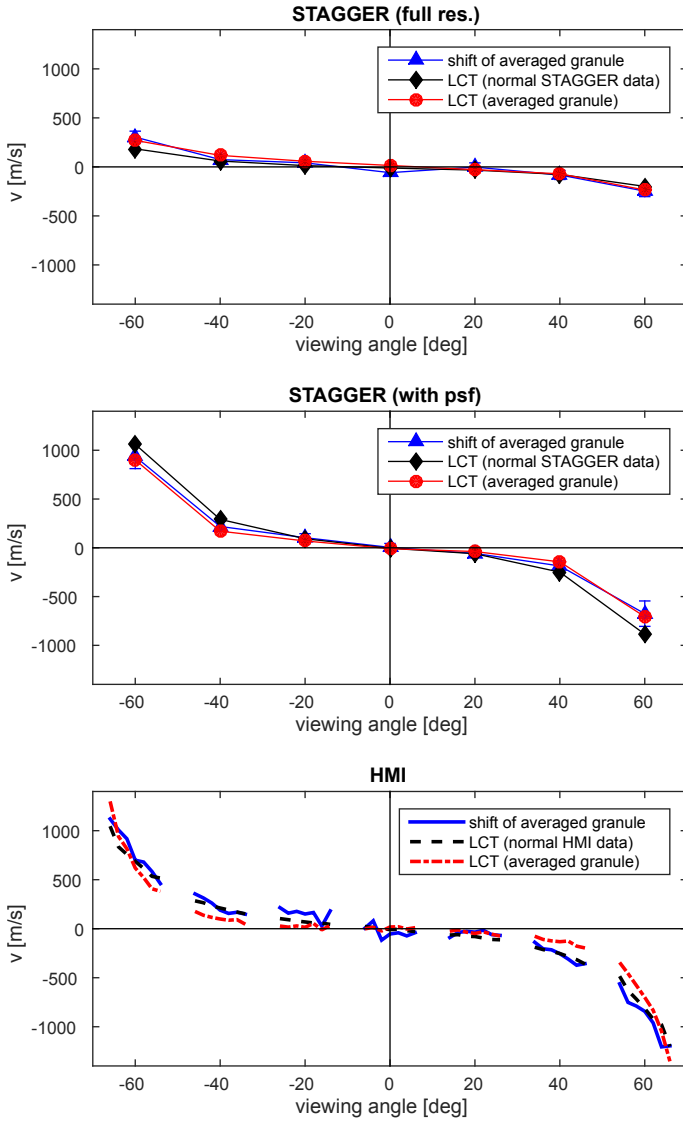 STAGGER (full res.)
shift of averaged granule
LCT (normal STAGGER data)
LCT (averaged granule)
1000
500
0
-500
-1000
v [m/s]
-60 -40 -20 0 20 40 60
viewing angle [deg]
STAGGER (with psf)
shift of averaged granule
LCT (normal STAGGER data)
LCT (averaged granule)
1000
500
0
-500
-1000
v [m/s]
-60 -40 -20 0 20 40 60
viewing angle [deg]
HMI
shift of averaged granule
LCT (normal HMI data)
LCT (averaged granule)
1000
500
0
-500
-1000
v [m/s]
-60 -40 -20 0 20 40 60
viewing angle [deg]